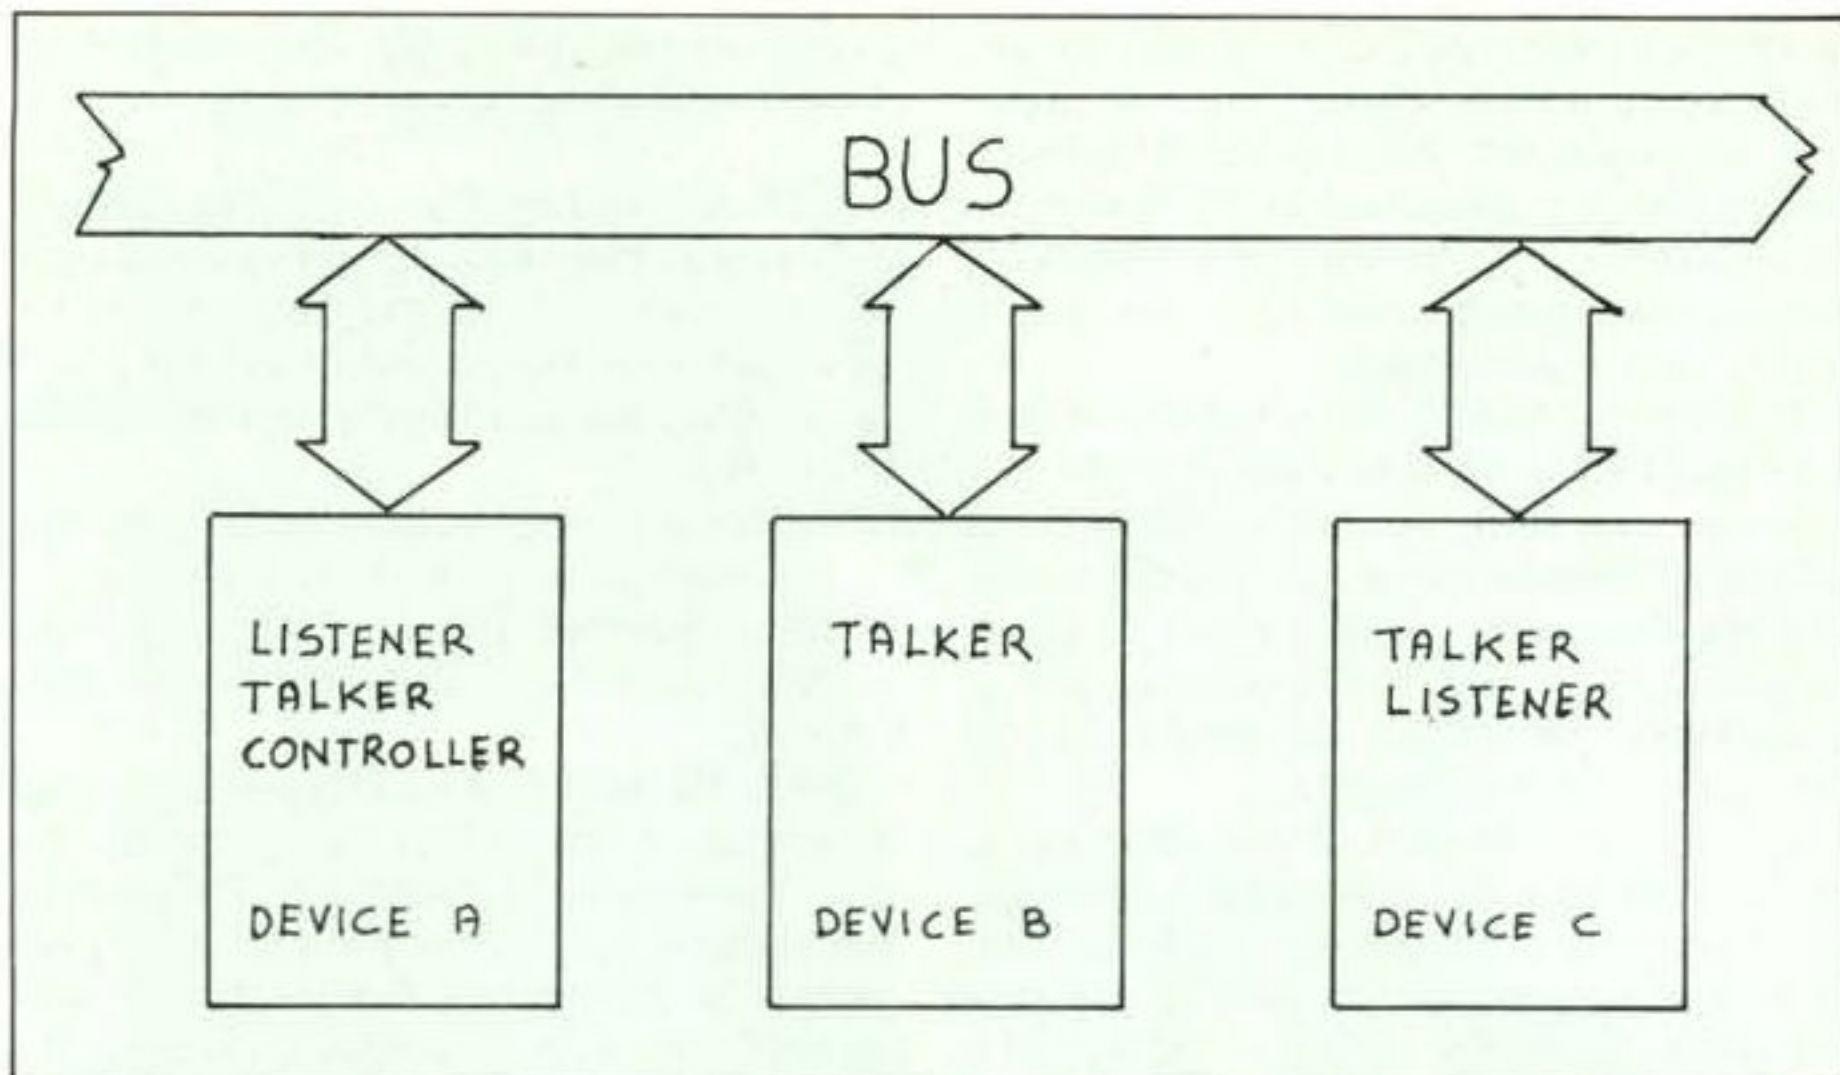 BUS
LISTENER
TALKER
CONTROLLER
DEVICE A
TALKER
DEVICE B
TALKER
LISTENER
DEVICE C